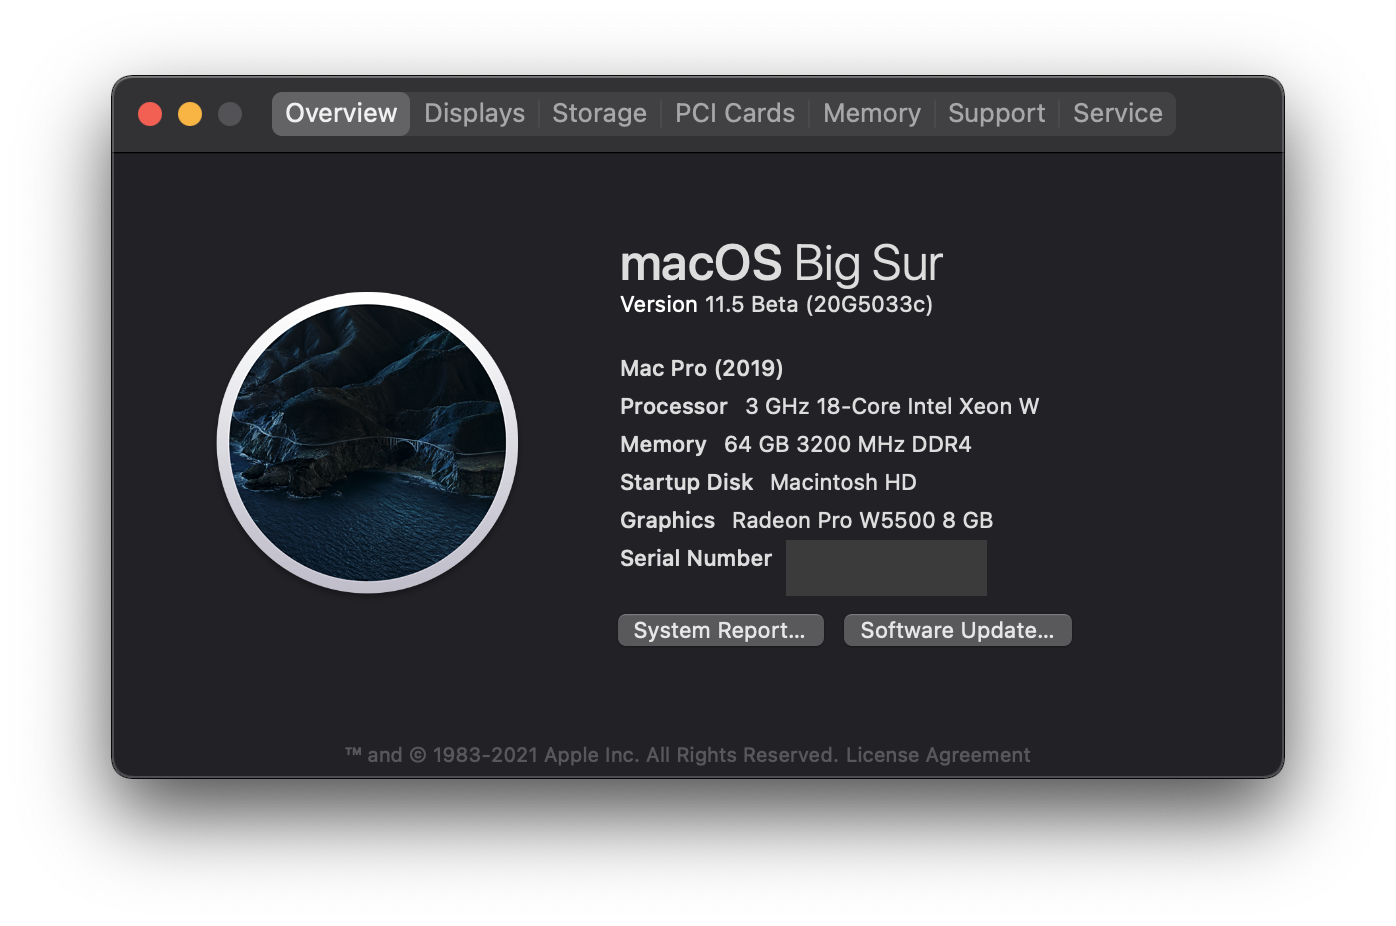 Overview Displays Storage PCI Cards Memory Support Service
macOS Big Sur
Version 11.5 Beta (20G5033c)
Mac Pro (2019)
Processor 3 GHz 18-Core Intel Xeon W
Memory 64 GB 3200 MHz DDR4
Startup Disk Macintosh HD
Graphics Radeon Pro W5500 8 GB
Serial Number
System Report... Software Update...
™ and © 1983-2021 Apple Inc. All Rights Reserved. License Agreement